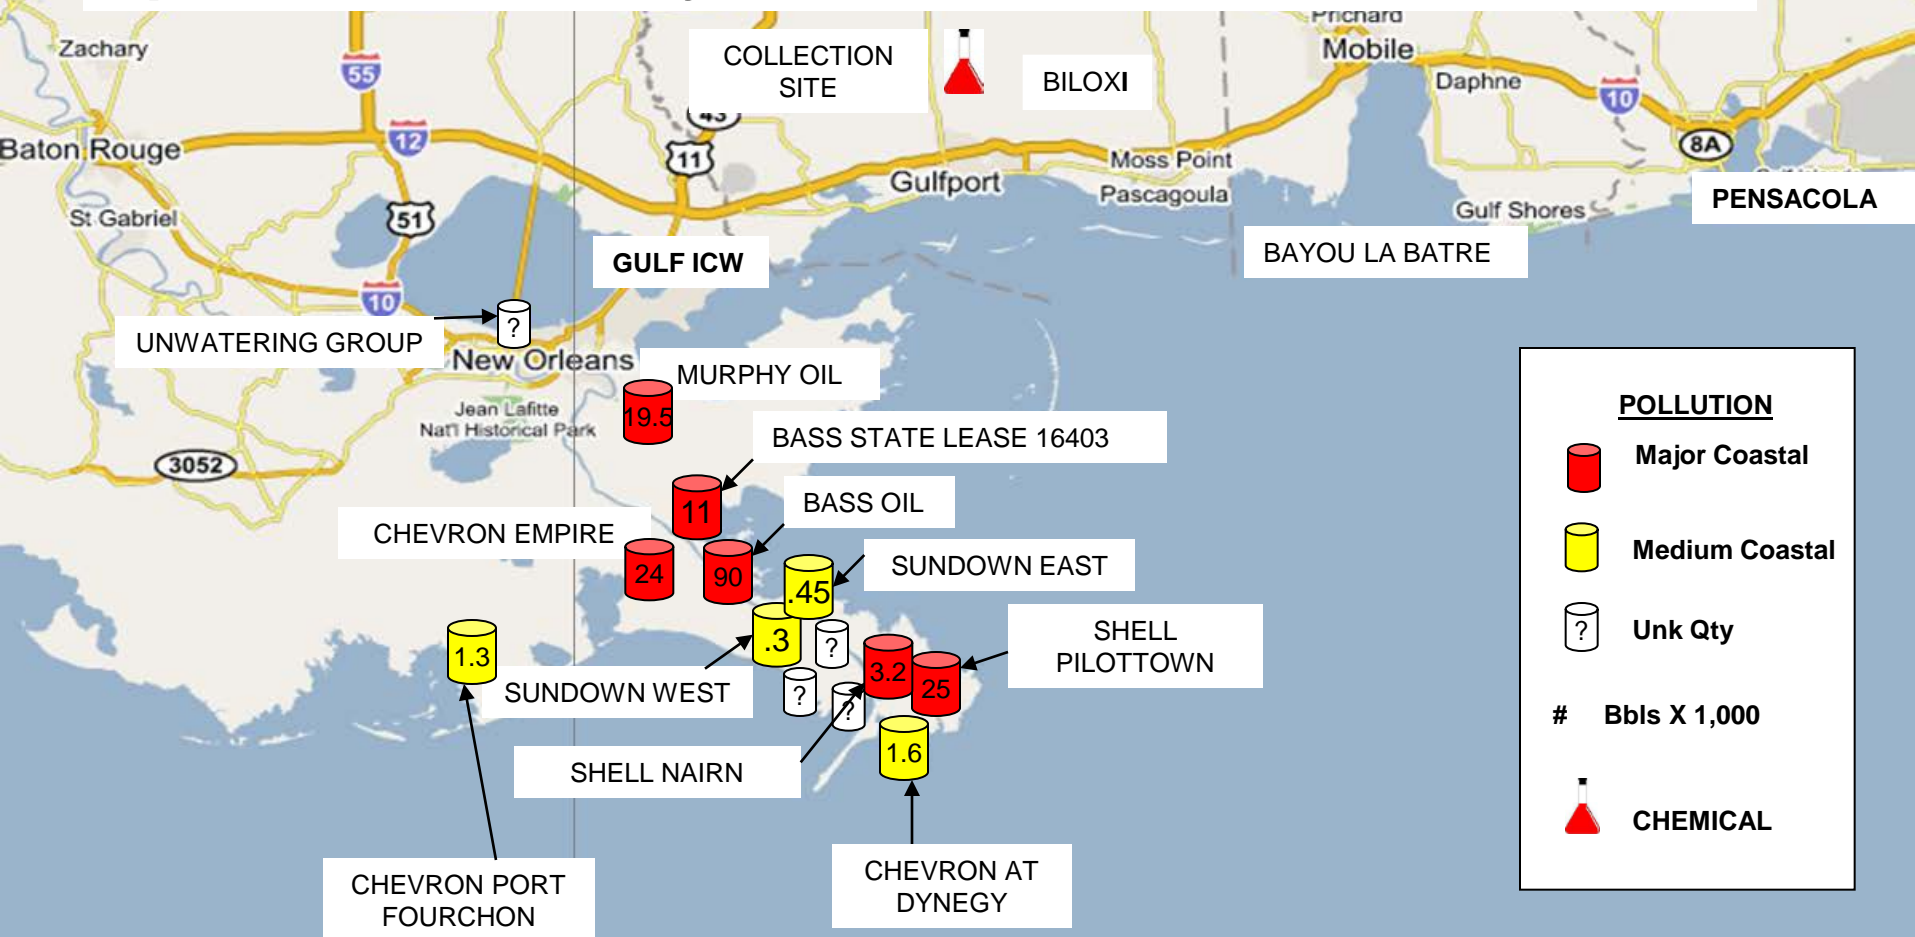 Prichard
Mobile
Zachary
COLLECTION
SITE
BILOXI
55
Daphne
10
43
12
11
8A
Baton Rouge
Moss Point
Gulfport
Pascagoula
PENSACOLA
St Gabriel
51
Gulf Shores
GULF ICW
BAYOU LA BATRE
10
UNWATERING GROUP
?
New Orleans
MURPHY OIL
19.5
Jean Lafitte
Nat'l Historical Park
BASS STATE LEASE 16403
3052
11
BASS OIL
CHEVRON EMPIRE
24
90
SUNDOWN EAST
.45
.3
?
SHELL
PILOTTOWN
1.3
3.2
25
SUNDOWN WEST
?
?
1.6
SHELL NAIRN
CHEVRON PORT
FOURCHON
CHEVRON AT
DYNEGY
POLLUTION
Major Coastal
Medium Coastal
? Unk Qty
# Bbls X 1,000
CHEMICAL